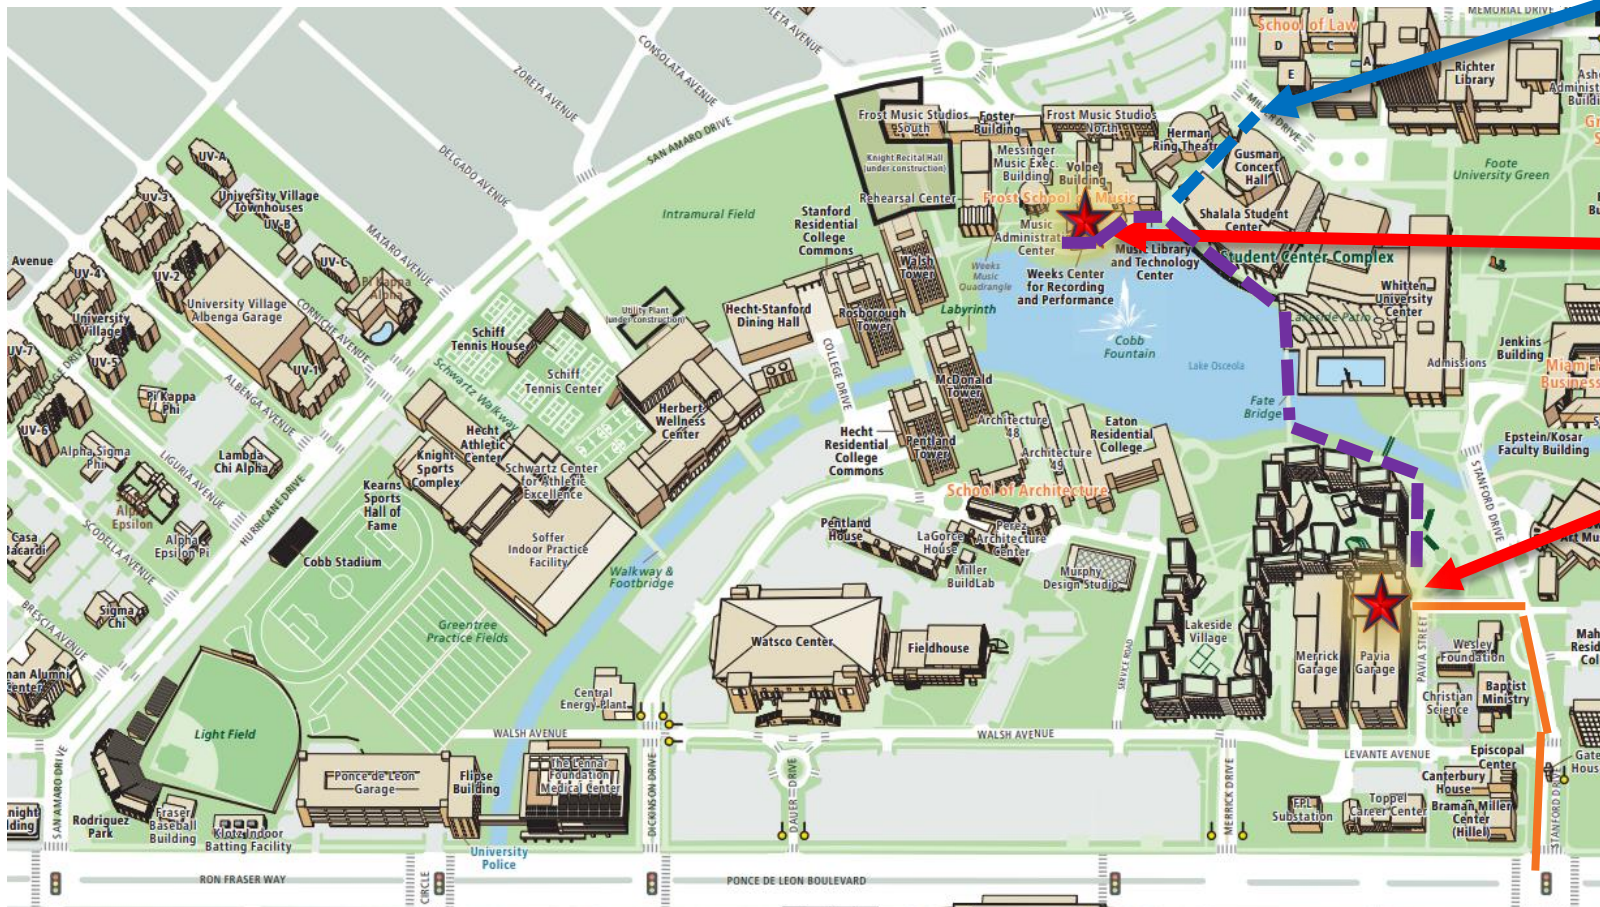 MEMORIAL DRIVE
School of Law
B
C
D
E
A
Richter
Library
MILLER DRIVE
CONSOLATA AVENUE
ZORETA AVENUE
SAN AMARO DRIVE
DELGADO AVENUE
Frost Music Studios
South
Foster
Building
Frost Music Studios
North
Herman
Ring Theatre
Gusman
Concert
Hall
Knight Recital Hall
(under construction)
Messinger
Music Exec.
Building
Volpe
Building
Foote
University Green
Rehearsal Center
Frost School of Music
UV-A
UV-3
University Village
Townhouses
UV-B
Intramural Field
Stanford
Residential
College
Commons
Music
Administration
Center
Shalala Student
Center
Music Library
and Technology
Center
Student Center Complex
MATARO AVENUE
Avenue
UV-4
UV-2
UV-C
Pi Kappa
Alpha
Walsh
Tower
Weeks
Music
Quadrangle
Weeks Center
for Recording
and Performance
Whitten
University
Center
University Village
Albenga Garage
CORNICHE AVENUE
University
Village
Utility Plant
(under construction)
Hecht-Stanford
Dining Hall
Rosborough
Tower
Labyrinth
Lakeside Patio
Cobb
Fountain
Schiff
Tennis House
Jenkins
Building
UV-7
UV-5
UV-1
Schwartz Walkway
Schiff
Tennis Center
COLLEGE DRIVE
McDonald
Tower
Lake Osceola
Admissions
ALBENGA AVENUE
Pi Kappa
Phi
Herbert
Wellness
Center
Fate
Bridge
UV-6
Hecht
Athletic
Center
Hecht
Residential
College
Commons
Pentland
Tower
Architecture
48
Architecture
49
Eaton
Residential
College
Epstein/Kosar
Faculty Building
Alpha Sigma
Phi
LIGURIA AVENUE
Lambda
Chi Alpha
Knight
Sports
Complex
Schwartz Center
for Athletic
Excellence
School of Architecture
STANFORD DRIVE
Kearns
Sports
Hall of
Fame
HURRICANE DRIVE
SODELLA AVENUE
Alpha
Epsilon Pi
Casa
Bacardi
Cobb Stadium
Soffer
Indoor Practice
Facility
Pentland
House
LaGorce
House
Perez
Architecture
Center
Miller
BuildLab
Murphy
Design Studio
Walkway &
Footbridge
BRESCIA AVENUE
Sigma
Chi
Greentree
Practice Fields
Watsco Center
Fieldhouse
SERVICE ROAD
Lakeside
Village
Merrick
Garage
Pavia
Garage
PAVIA STREET
Wesley
Foundation
Christian
Science
Baptist
Ministry
Central
Energy Plant
Light Field
WALSH AVENUE
WALSH AVENUE
LEVANTE AVENUE
Episcopal
Center
Canterbury
House
SAN AMARO DRIVE
Ponce de Leon
Garage
Flipse
Building
The Lennar
Foundation
Medical Center
DICKINSON DRIVE
DAUER DRIVE
MERRICK DRIVE
FPL
Substation
Toppel
Career Center
Braman Miller
Center
(Hillel)
STANFORD DRIVE
Rodriguez
Park
Fraser
Baseball
Building
Klotz Indoor
Batting Facility
University
Police
RON FRASER WAY
CIRCLE
PONCE DE LEON BOULEVARD